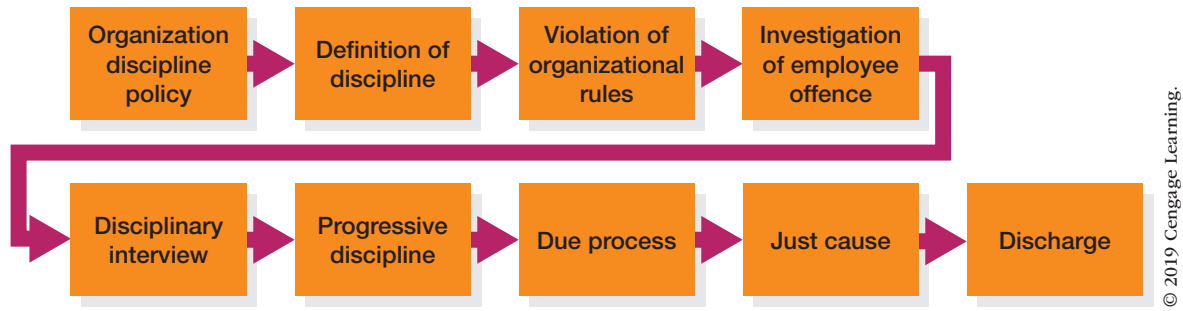 Organization
discipline
policy
Definition of
discipline
Violation of
organizational
rules
Investigation
of employee
offence
Disciplinary
interview
Progressive
discipline
Due process
Just cause
Discharge
© 2019 Cengage Learning.